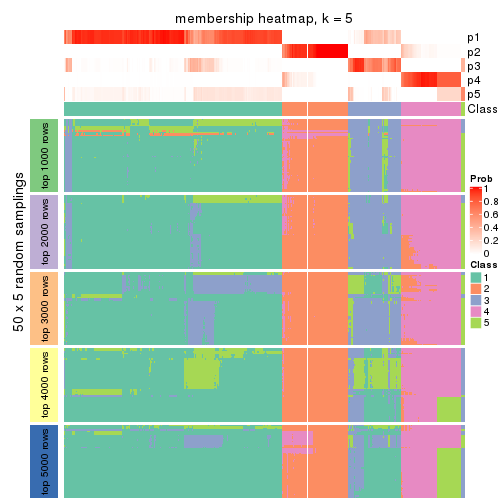 membership heatmap, k = 5
p1
p2
p3
p4
p5
Class
50 x 5 random samplings
top 1000 rows
top 2000 rows
top 3000 rows
top 4000 rows
top 5000 rows
Prob
1
0.8
0.6
0.4
0.2
0
Class
1
2
3
4
5